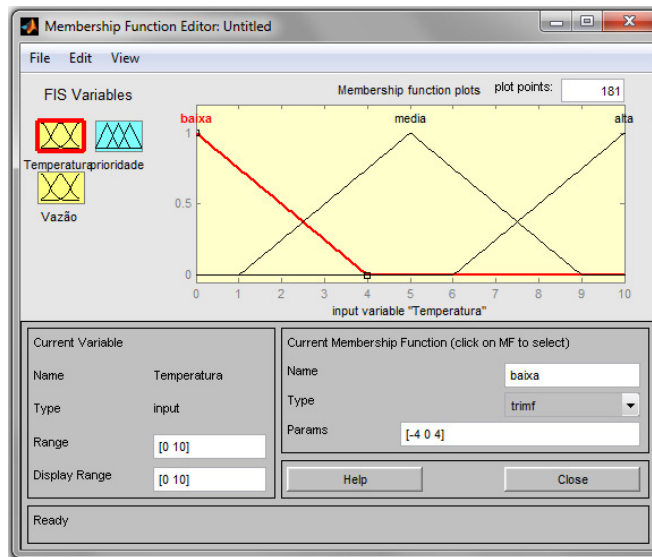 Membership Function Editor: Untitled
File Edit View
FIS Variables
Membership function plots plot points: 181
baixa media alta
1
0.5
0
0 1 2 3 4 5 6 7 8 9 10
input variable "Temperatura"
Temperatura prioridade
Vazão
Current Variable
Name Temperatura
Type input
Range [0 10]
Display Range [0 10]
Current Membership Function (click on MF to select)
Name baixa
Type trimf
Params [-4 0 4]
Help Close
Ready